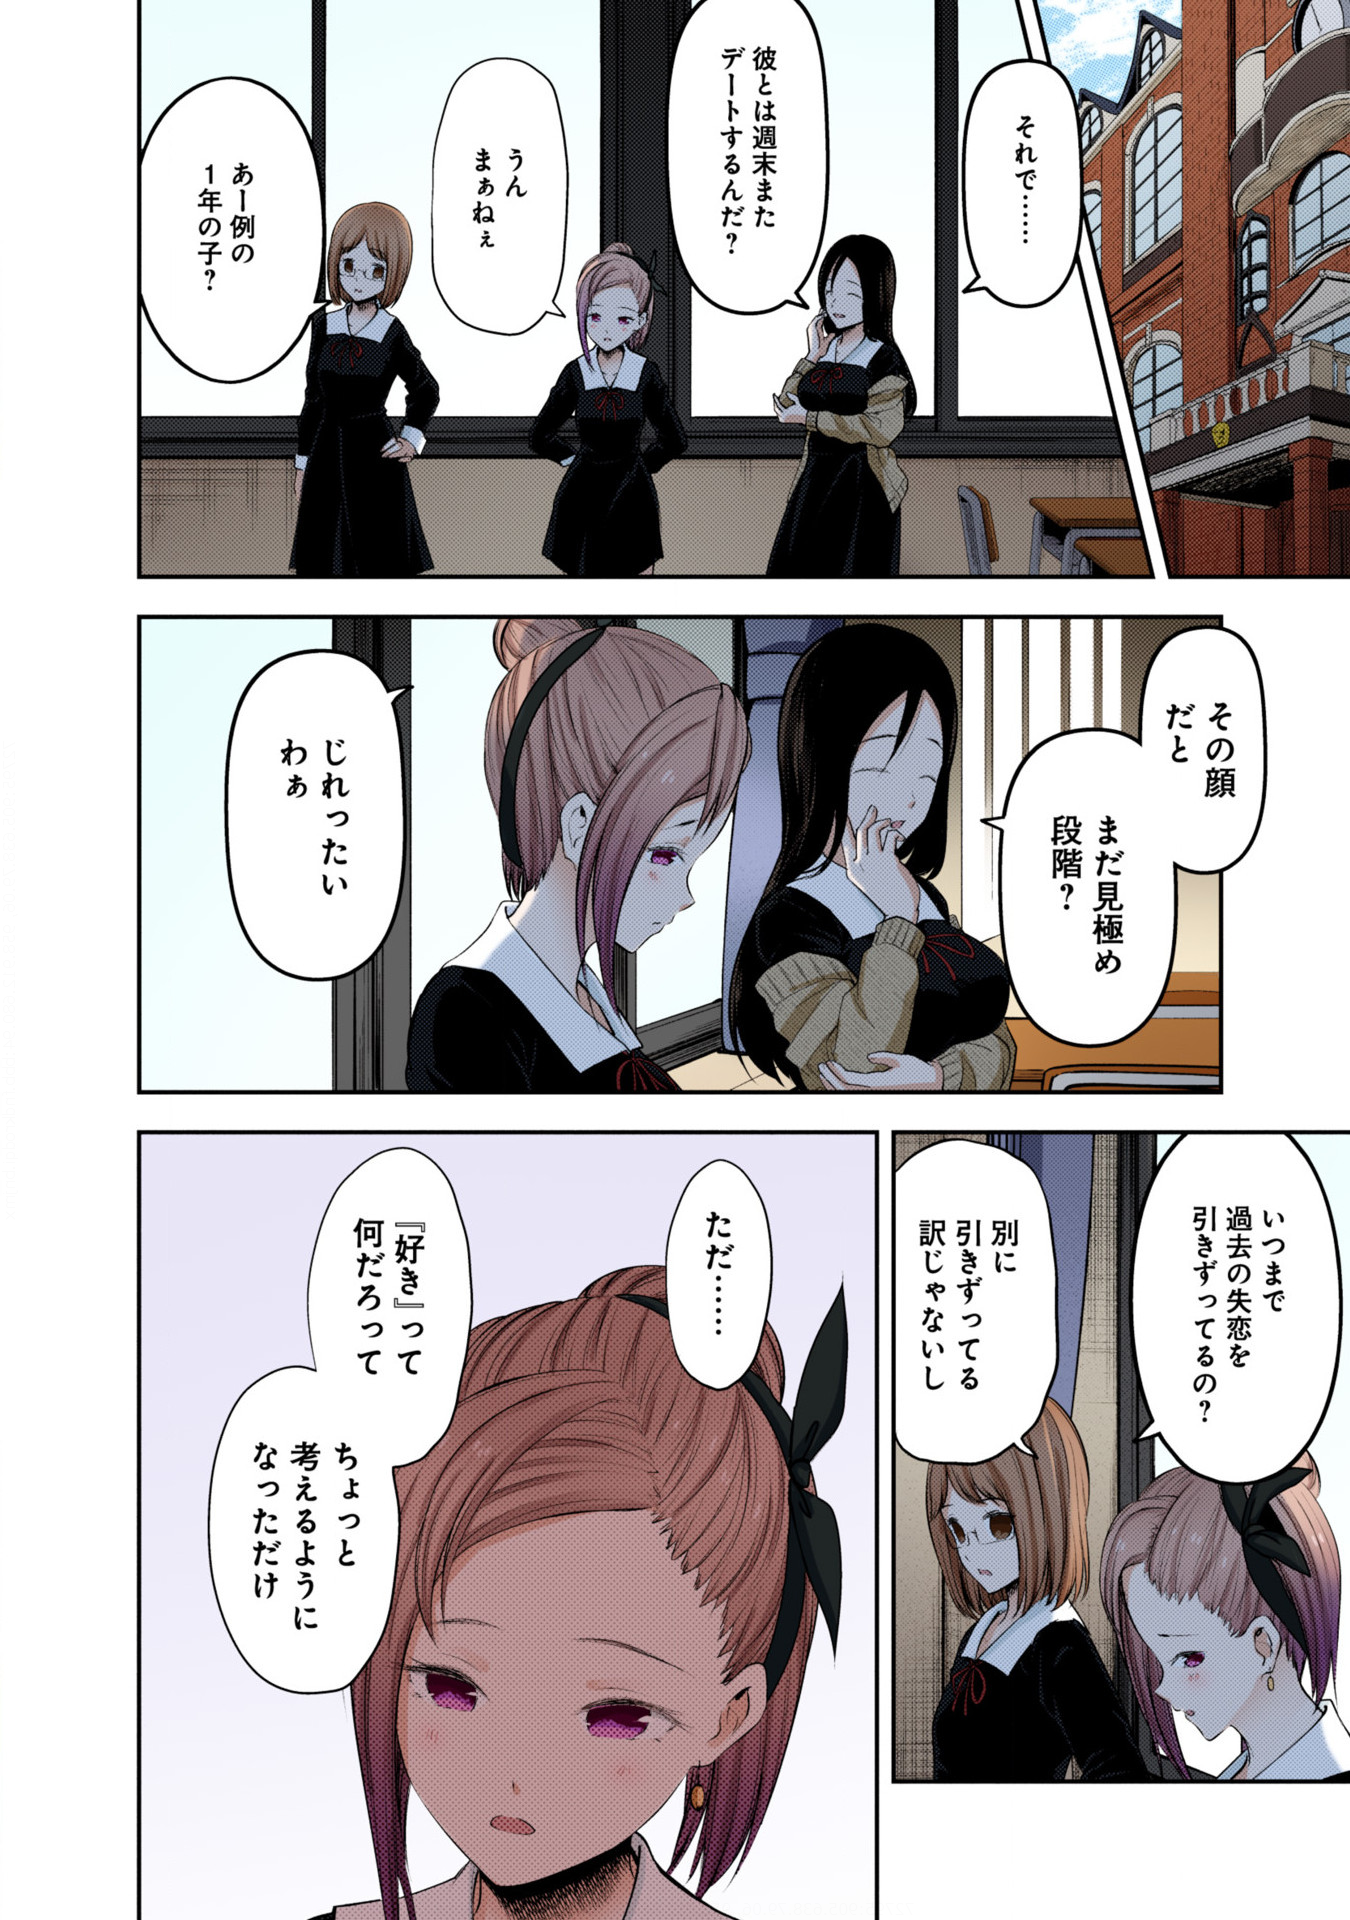 それで……
彼とは週末また
デートするんだ?
うん
まぁねぇ
あー例の
1年の子?
その顔
だと
まだ見極め
段階?
じれったい
わぁ
いつまで
過去の失恋を
引きずってるの?
別に
引きずってる
訳じゃないし
ただ……
『好き』って
何だろって
ちょっと
考えるように
なっただけ